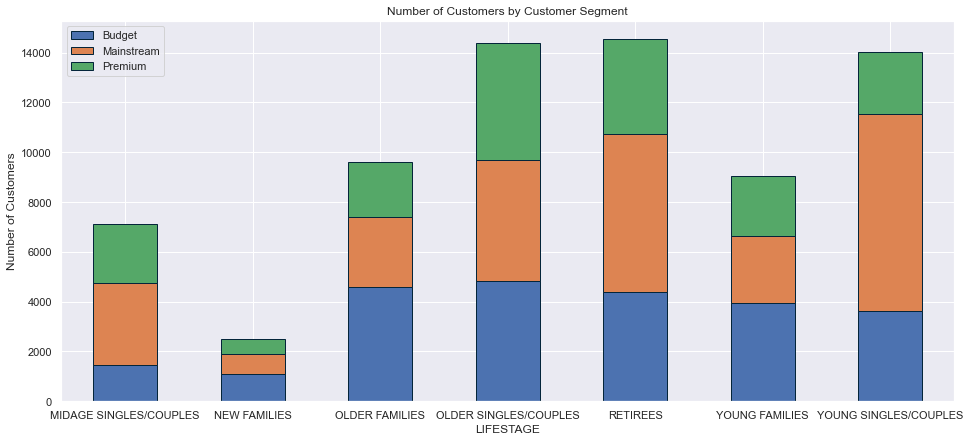 Number of Customers by Customer Segment
Budget
Mainstream
Premium
Number of Customers
14000
12000
10000
8000
6000
4000
2000
0
MIDAGE SINGLES/COUPLES NEW FAMILIES OLDER FAMILIES OLDER SINGLES/COUPLES RETIREES YOUNG FAMILIES YOUNG SINGLES/COUPLES
LIFESTAGE